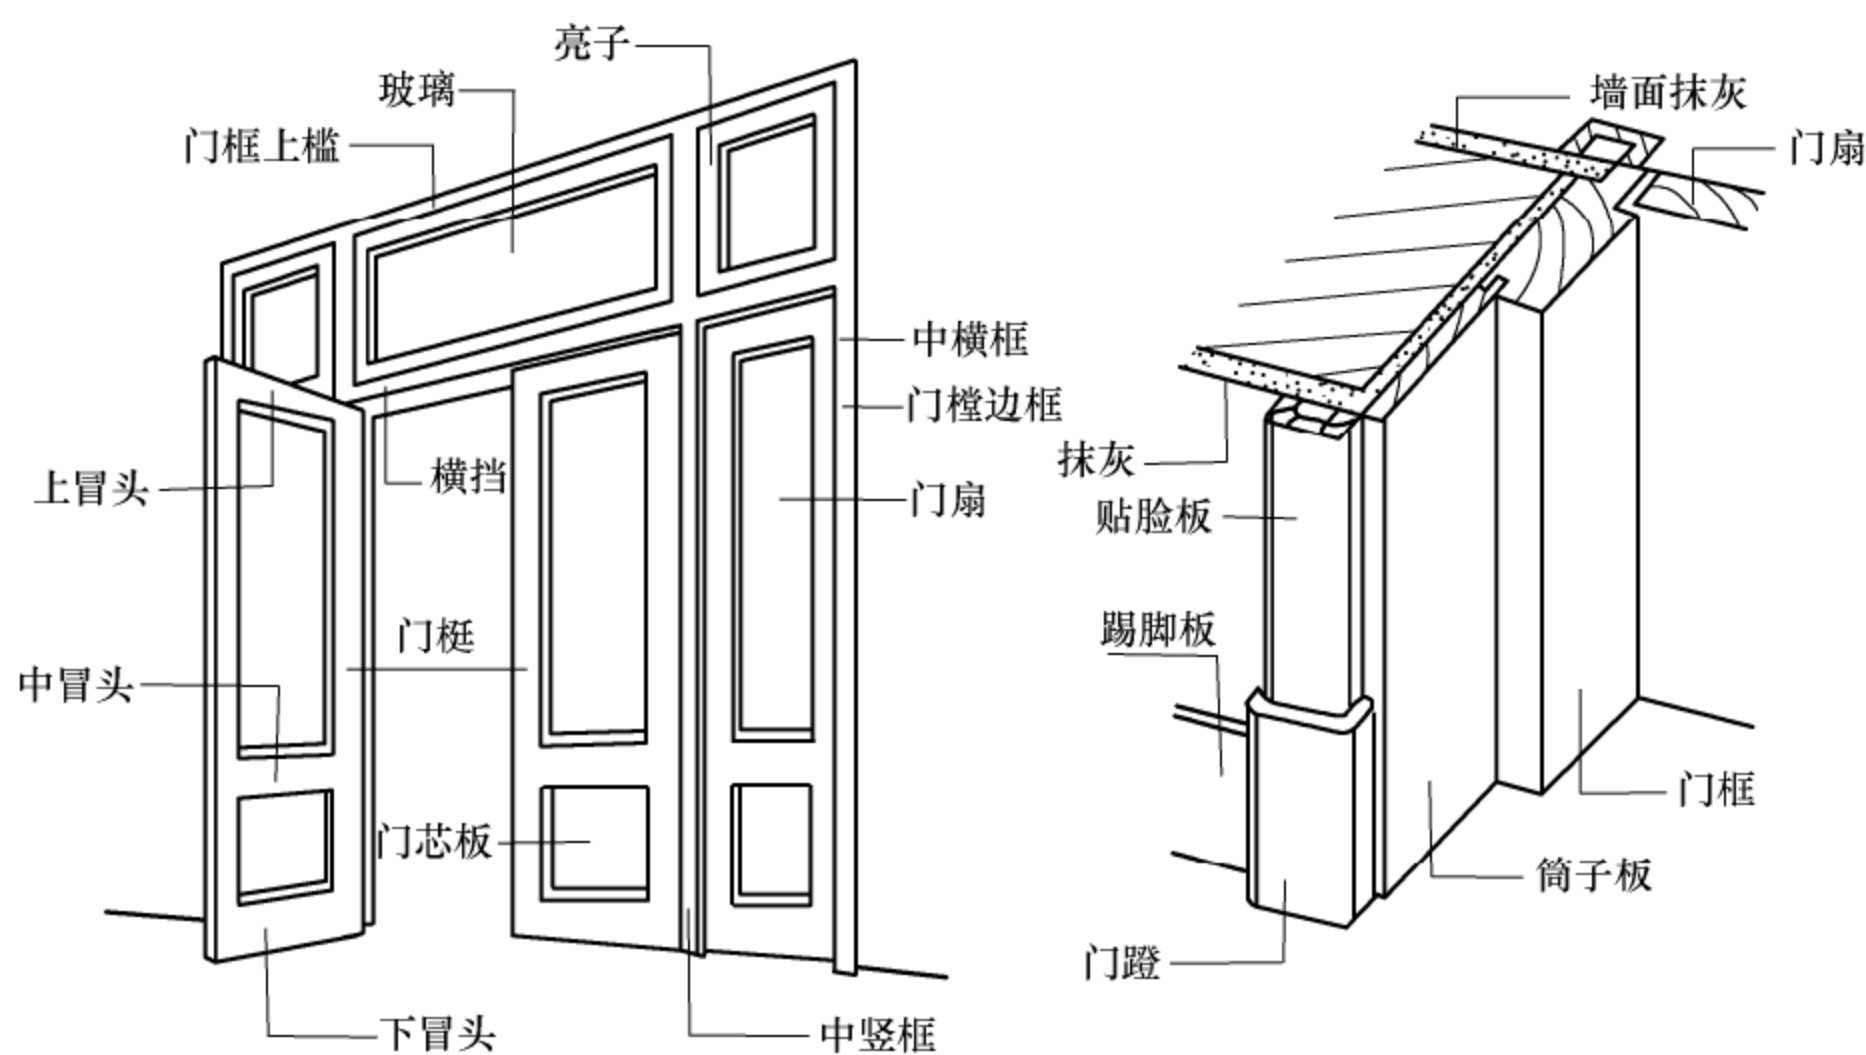 亮子
玻璃
门框上槛
中横框
门樘边框
横挡
上冒头
门扇
门梃
中冒头
门芯板
下冒头
中竖框
墙面抹灰
门扇
抹灰
贴脸板
踢脚板
门框
筒子板
门蹬